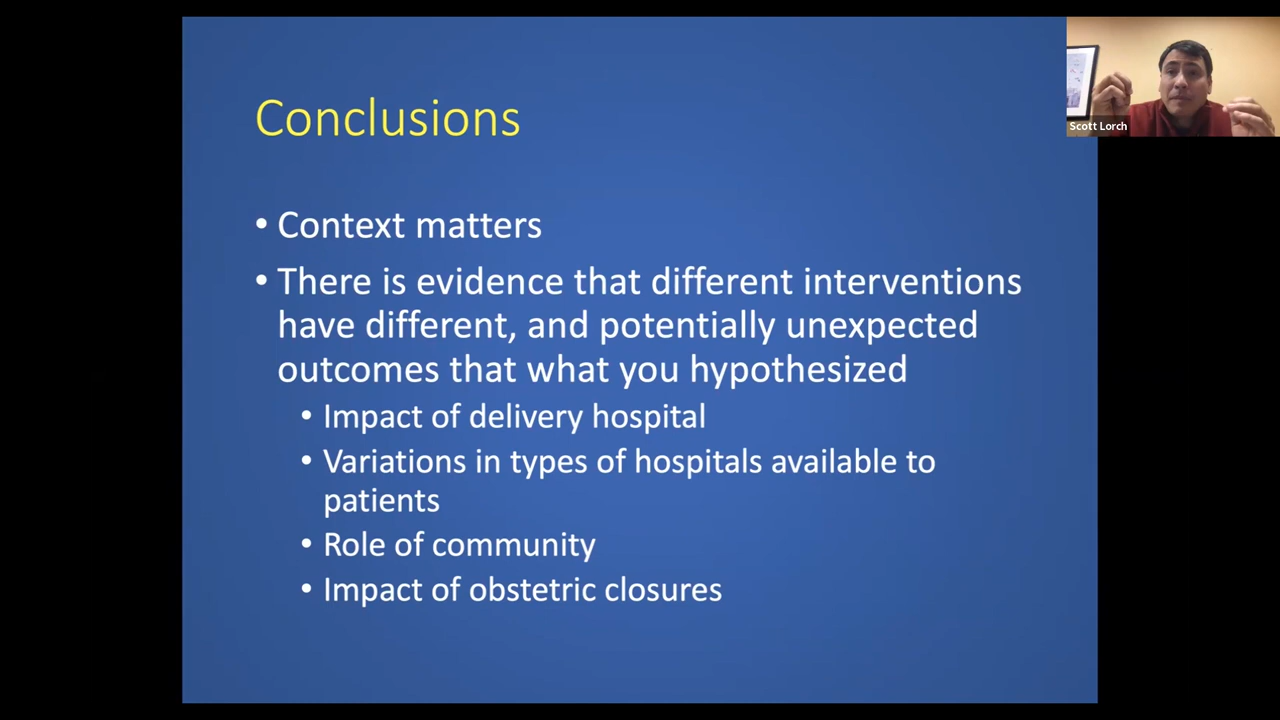 Conclusions
• Context matters
• There is evidence that different interventions
have different, and potentially unexpected
outcomes that what you hypothesized
• Impact of delivery hospital
• Variations in types of hospitals available to
patients
• Role of community
• Impact of obstetric closures
Scott Lorch